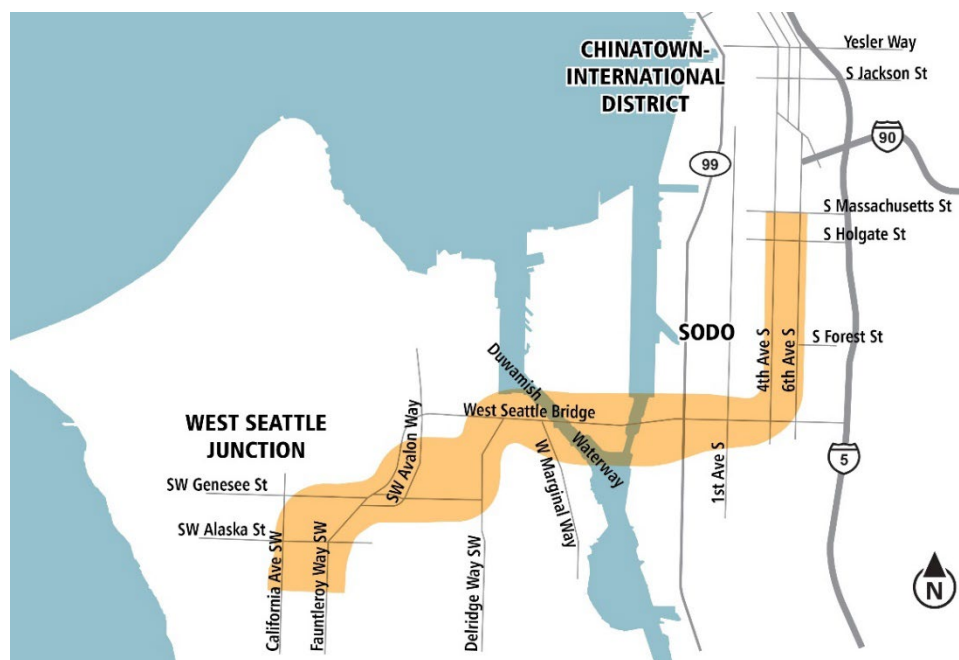 CHINATOWN-
INTERNATIONAL
DISTRICT
Yesler Way
S Jackson St
90
99
S Massachusetts St
S Holgate St
SODO
S Forest St
4th Ave S
6th Ave S
Duwamish
Waterway
West Seattle Bridge
WEST SEATTLE
JUNCTION
SW Avalon Way
W Marginal Way
1st Ave S
5
SW Genesee St
SW Alaska St
California Ave SW
Fauntleroy Way SW
Delridge Way SW
N